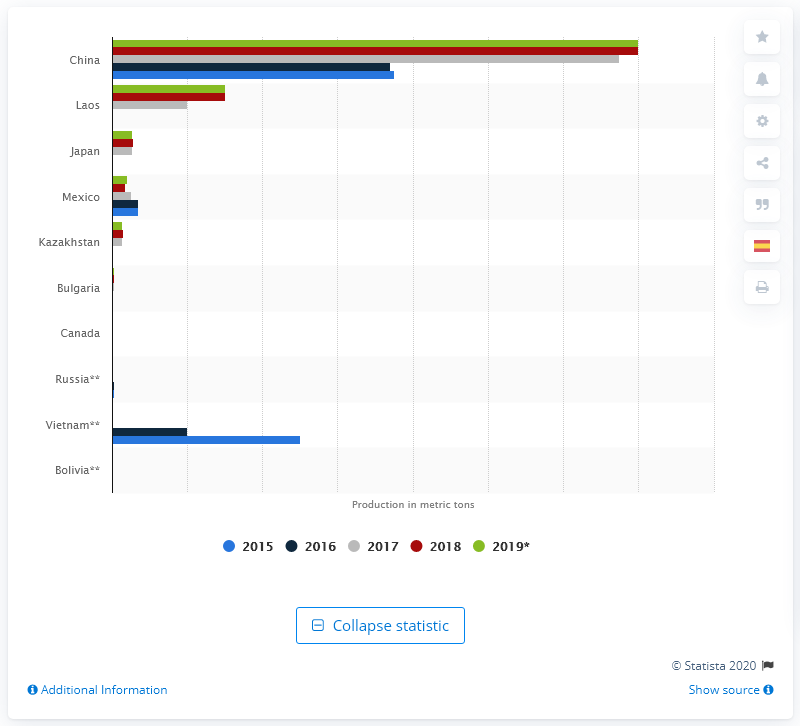 China
Laos
Japan
Mexico
Kazakhstan
Bulgaria
Canada
Russia**
Vietnam**
Bolivia**
Production in metric tons
2015 2016 2017 2018 2019*
Collapse statistic
© Statista 2020
Additional Information
Show source